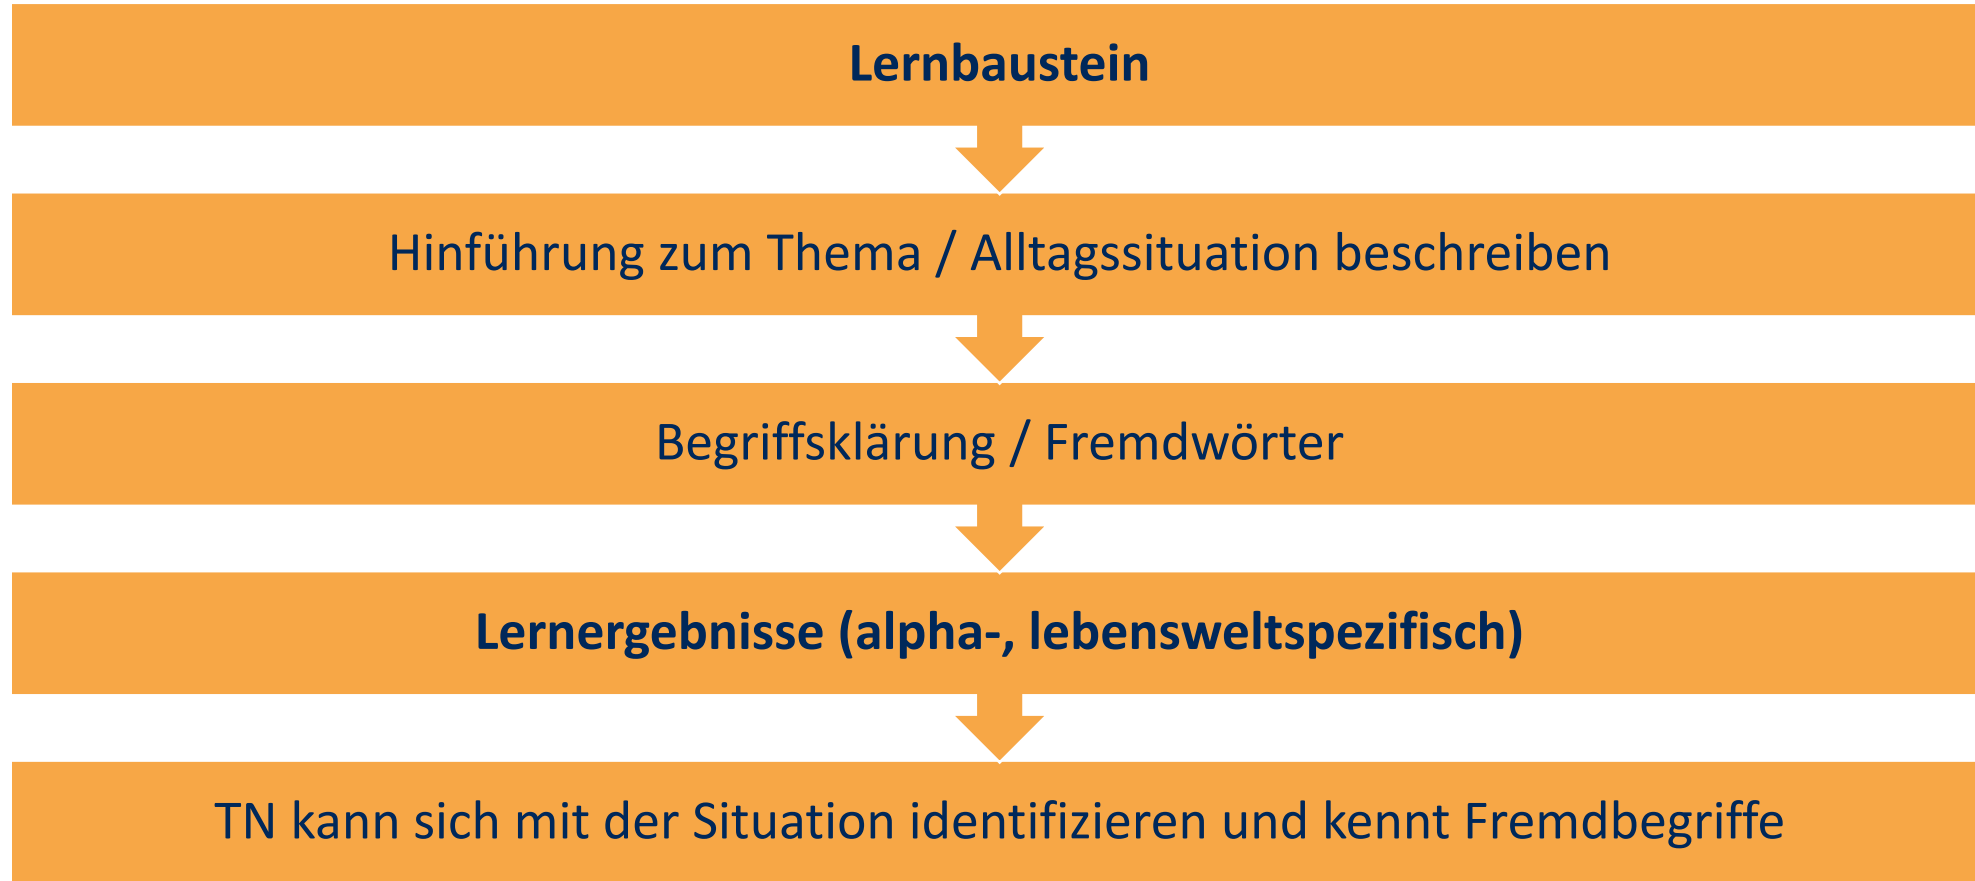 Lernbaustein
Hinführung zum Thema / Alltagssituation beschreiben
Begriffsklärung / Fremdwörter
Lernergebnisse (alpha-, lebensweltspezifisch)
TN kann sich mit der Situation identifizieren und kennt Fremdbegriffe